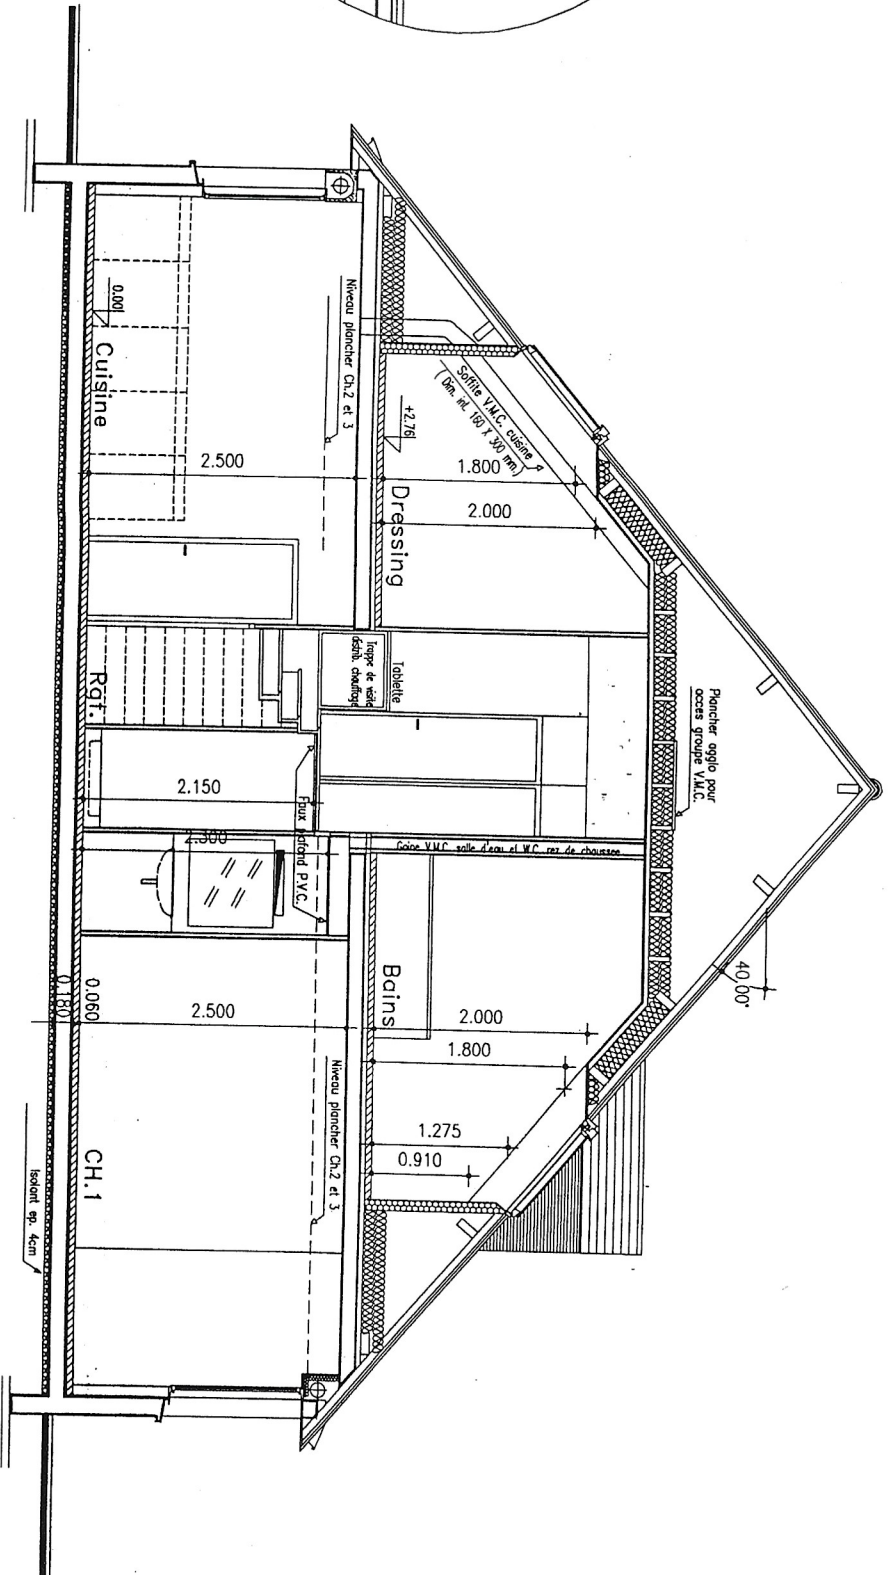 Plancher agglo pour
acces groupe V.M.C.
40,00°
Soffite V.M.C. cuisine
( Dim. int. 160 X 300 mm.)
+2.76
1.800
2.000
Dressing
Tablette
Trappe de visite
distrib. chauffage
Gaine V.M.C. salle d'eau et W.C. rez de chaussee
Bains
2.000
1.800
1.275
0.910
Niveau plancher Ch.2 et 3
0.00
Cuisine
2.500
Rgt.
2.150
Faux plafond P.V.C.
2.300
2.500
0.060
0.180
CH.1
Niveau plancher Ch.2 et 3
Isolant ep. 4cm